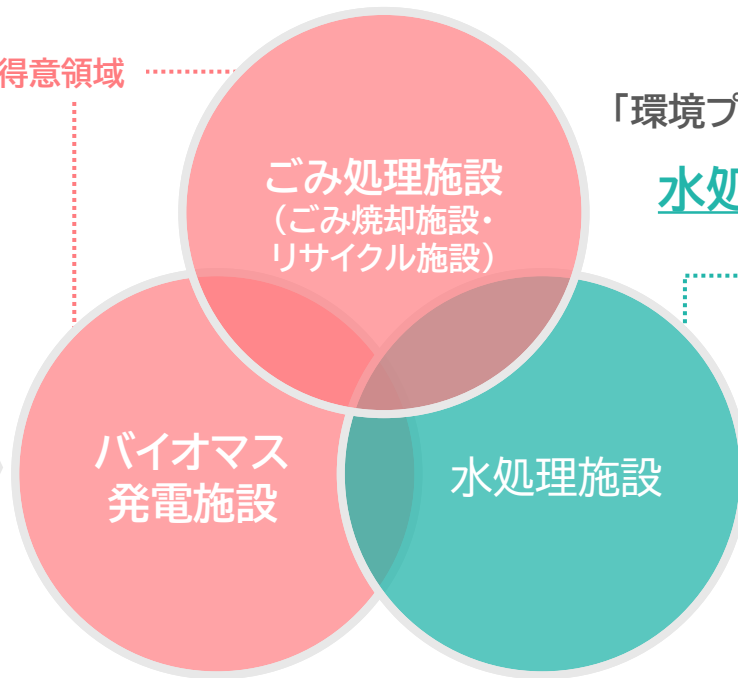 得意領域
「環境プ
水処
ごみ処理施設
（ごみ焼却施設・
リサイクル施設）
バイオマス
発電施設
水処理施設